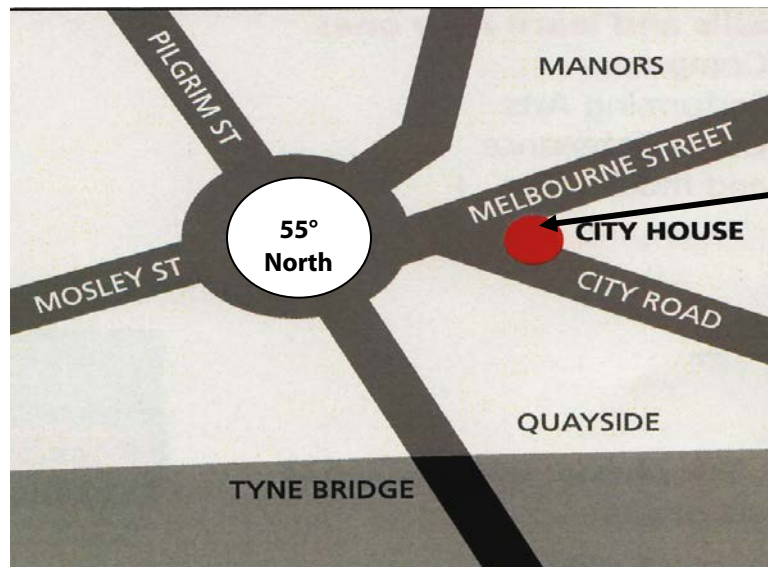 PILGRIM ST
MANORS
MELBOURNE STREET
55°
North
CITY HOUSE
MOSLEY ST
CITY ROAD
QUAYSIDE
TYNE BRIDGE